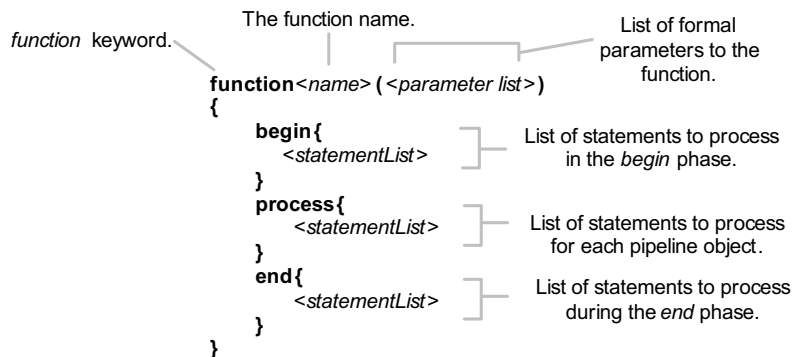 The function name.
function keyword.
List of formal
parameters to the
function.
function<name> (<parameter list>)
{
begin{
<statementList>
}
List of statements to process
in the begin phase.
process{
<statementList>
}
List of statements to process
for each pipeline object.
end{
<statementList>
}
List of statements to process
during the end phase.
}